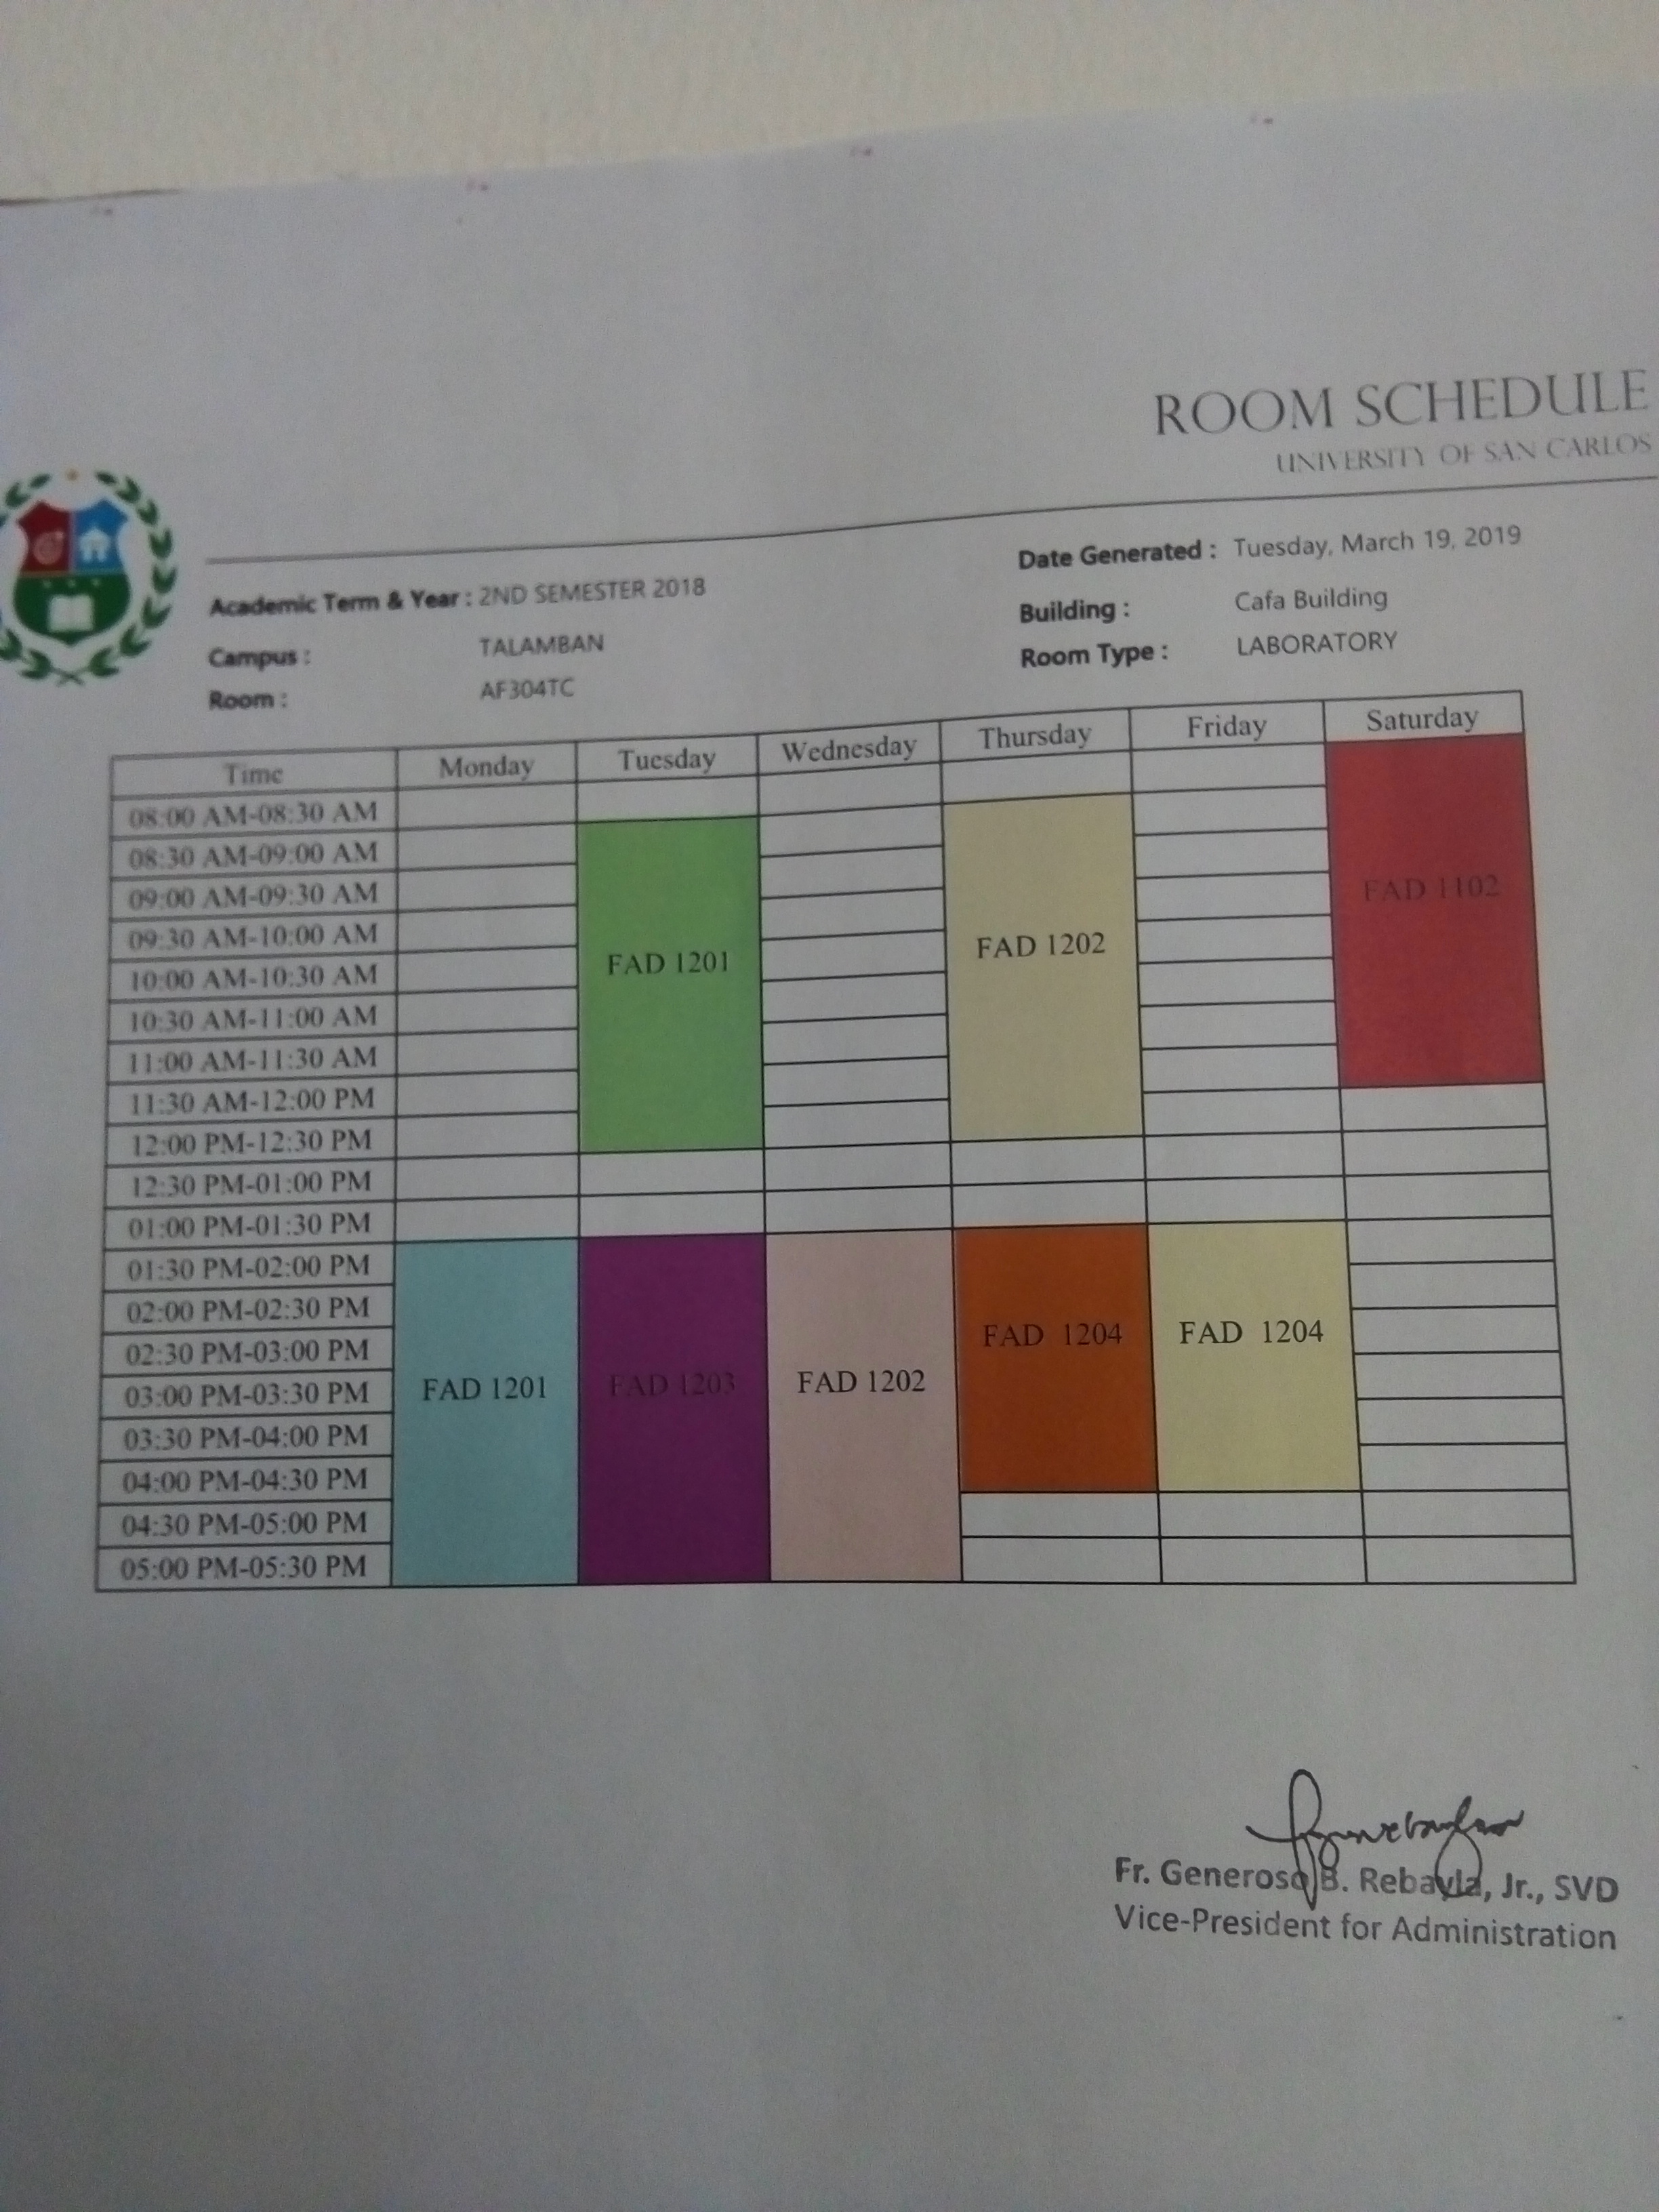 ROOM SCHEDULE
UNIVERSITY OF SAN CARLOS
Academic Term & Year : 2ND SEMESTER 2018
Campus : TALAMBAN
Room : AF304TC
Date Generated : Tuesday, March 19, 2019
Building : Cafa Building
Room Type : LABORATORY
Time Monday Tuesday Wednesday Thursday Friday Saturday
08:00 AM-08:30 AM
08:30 AM-09:00 AM
09:00 AM-09:30 AM FAD 1102
09:30 AM-10:00 AM
10:00 AM-10:30 AM FAD 1201 FAD 1202
10:30 AM-11:00 AM
11:00 AM-11:30 AM
11:30 AM-12:00 PM
12:00 PM-12:30 PM
12:30 PM-01:00 PM
01:00 PM-01:30 PM
01:30 PM-02:00 PM
02:00 PM-02:30 PM FAD 1204 FAD 1204
02:30 PM-03:00 PM
03:00 PM-03:30 PM FAD 1201 FAD 1203 FAD 1202
03:30 PM-04:00 PM
04:00 PM-04:30 PM
04:30 PM-05:00 PM
05:00 PM-05:30 PM
Fr. Generoso B. Rebayla, Jr., SVD
Vice-President for Administration